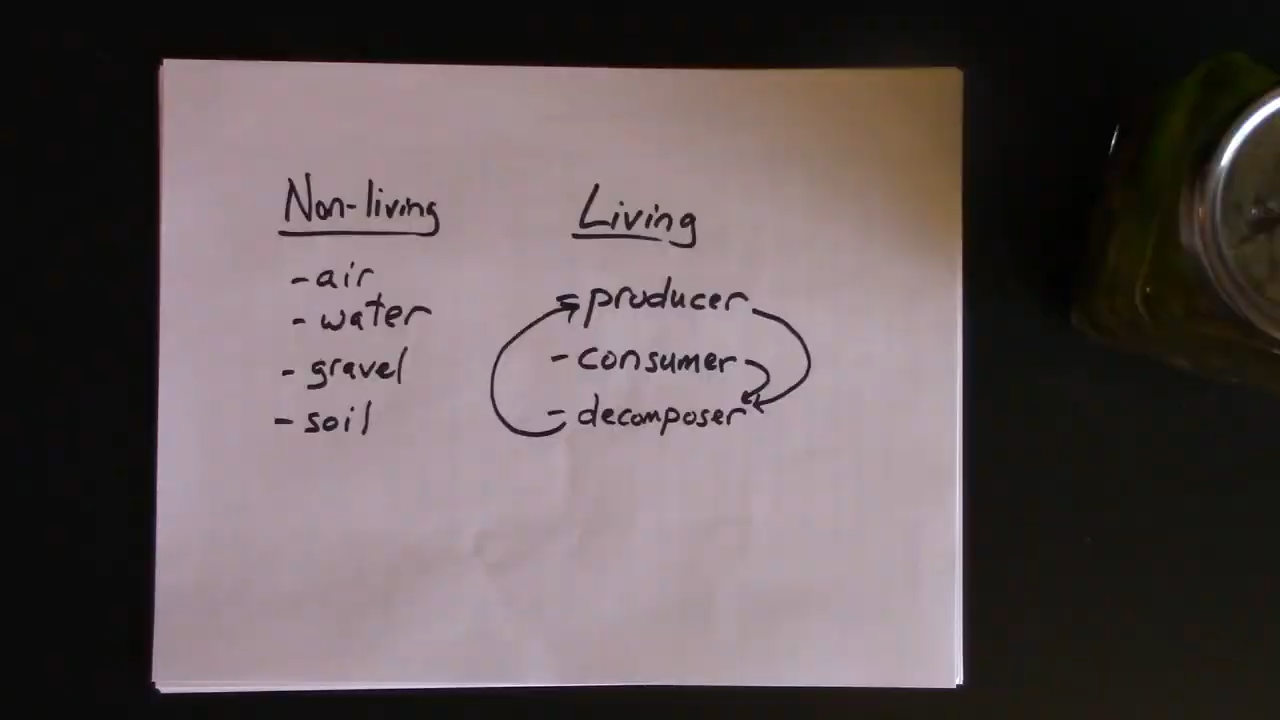 Non-living
- air
- water
- gravel
- soil
Living
- producer
- consumer
- decomposer